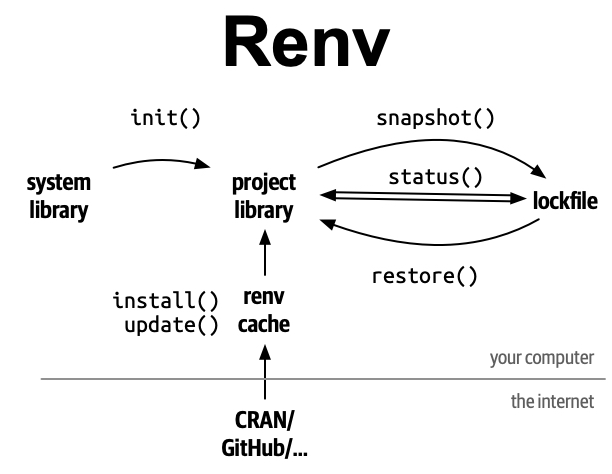 Renv
init()
snapshot()
system
library
project
library
status()
lockfile
restore()
install()
update()
renv
cache
your computer
the internet
CRAN/
GitHub/...